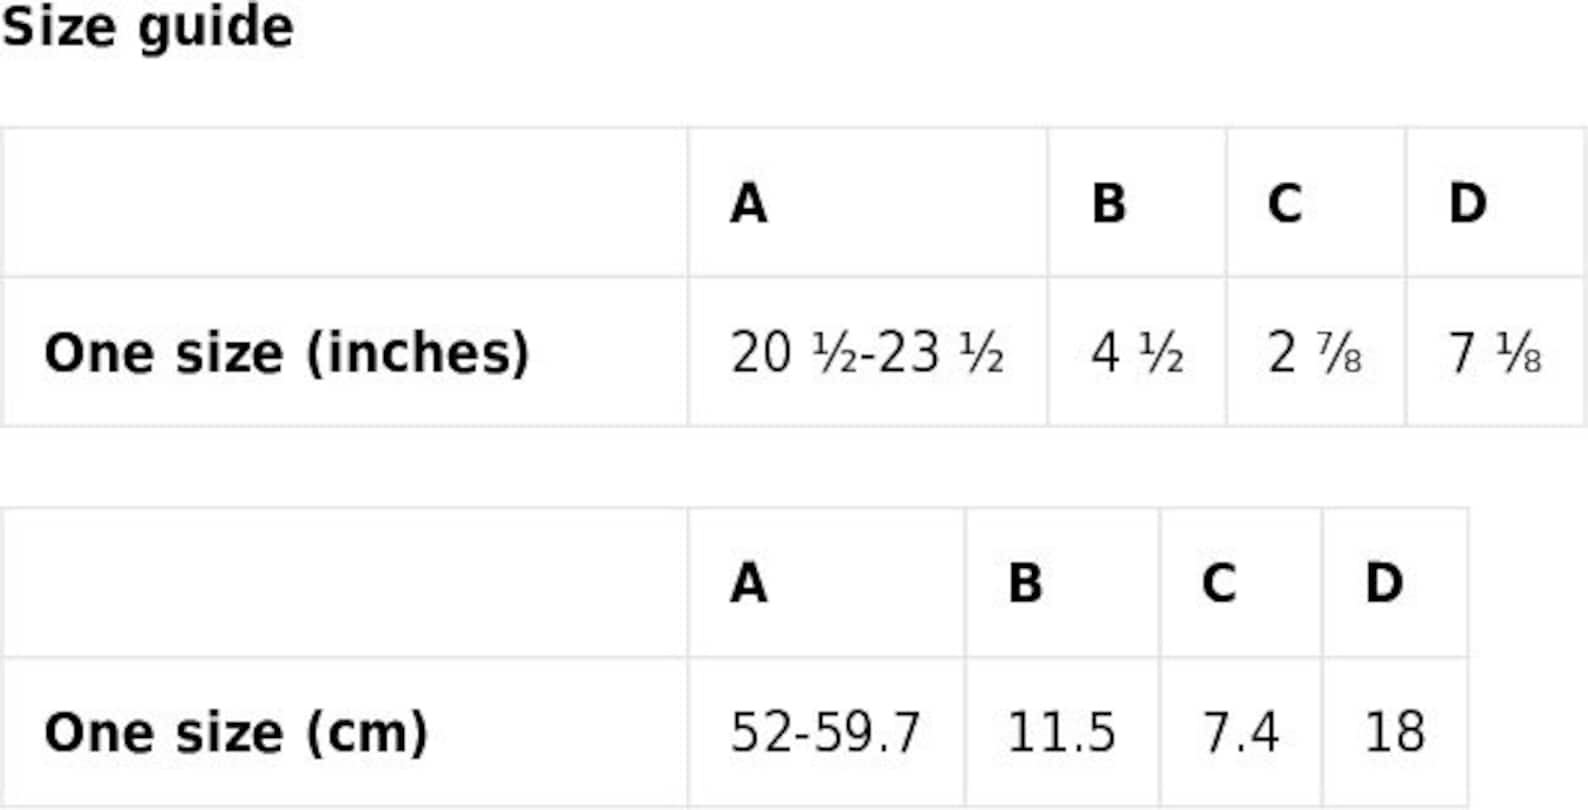 Size guide
A B C D
One size (inches) 20 ½-23 ½ 4 ½ 2 ⅞ 7 ⅛
A B C D
One size (cm) 52-59.7 11.5 7.4 18